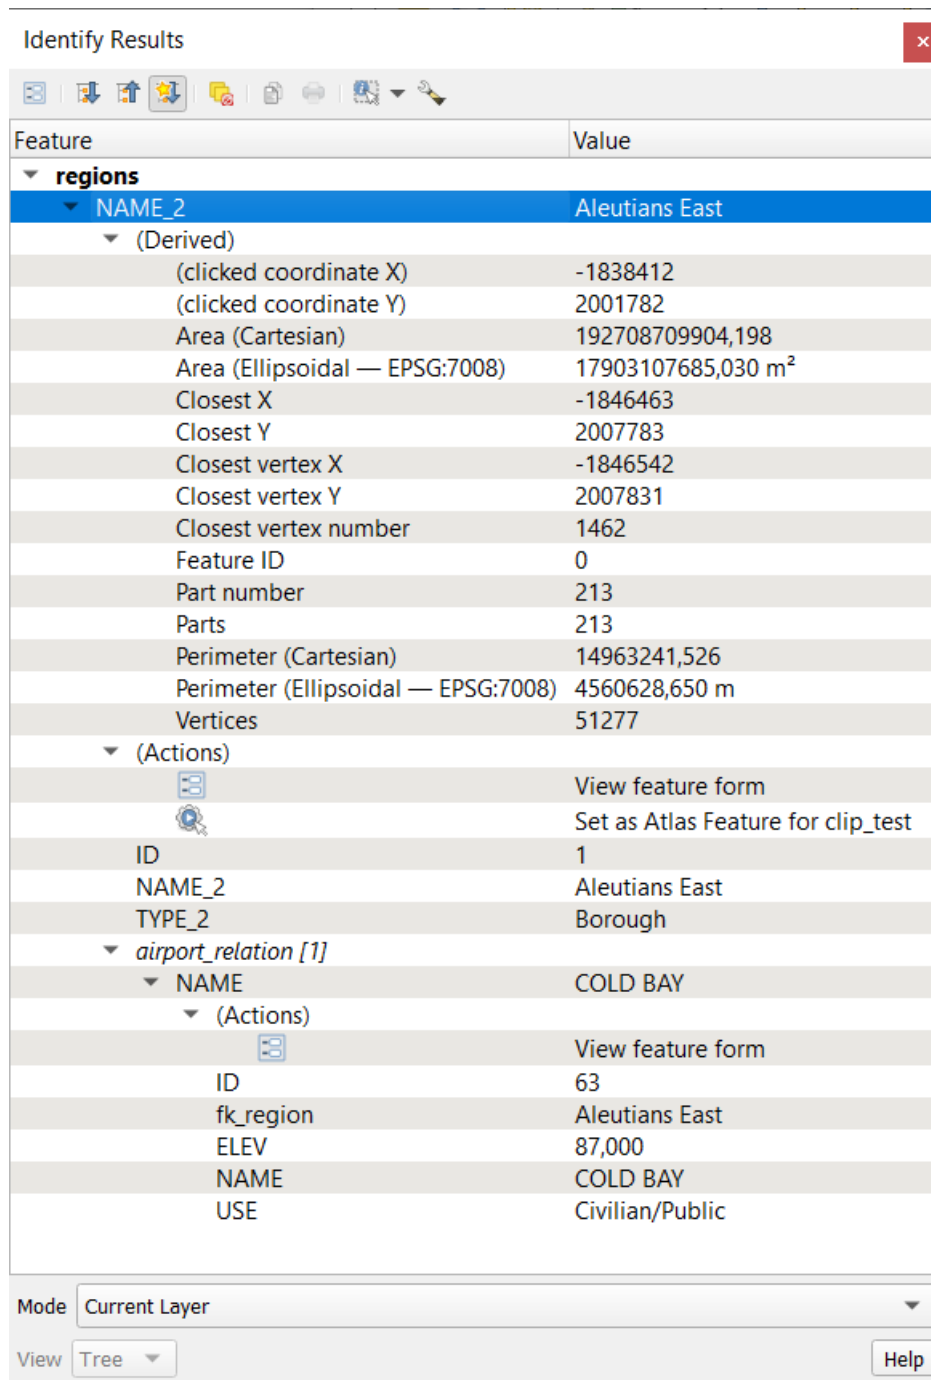 Identify Results
Feature Value
regions
NAME_2 Aleutians East
(Derived)
(clicked coordinate X) -1838412
(clicked coordinate Y) 2001782
Area (Cartesian) 192708709904,198
Area (Ellipsoidal — EPSG:7008) 17903107685,030 m²
Closest X -1846463
Closest Y 2007783
Closest vertex X -1846542
Closest vertex Y 2007831
Closest vertex number 1462
Feature ID 0
Part number 213
Parts 213
Perimeter (Cartesian) 14963241,526
Perimeter (Ellipsoidal — EPSG:7008) 4560628,650 m
Vertices 51277
(Actions)
View feature form
Set as Atlas Feature for clip_test
ID 1
NAME_2 Aleutians East
TYPE_2 Borough
airport_relation [1]
NAME COLD BAY
(Actions)
View feature form
ID 63
fk_region Aleutians East
ELEV 87,000
NAME COLD BAY
USE Civilian/Public
Mode Current Layer
View Tree Help